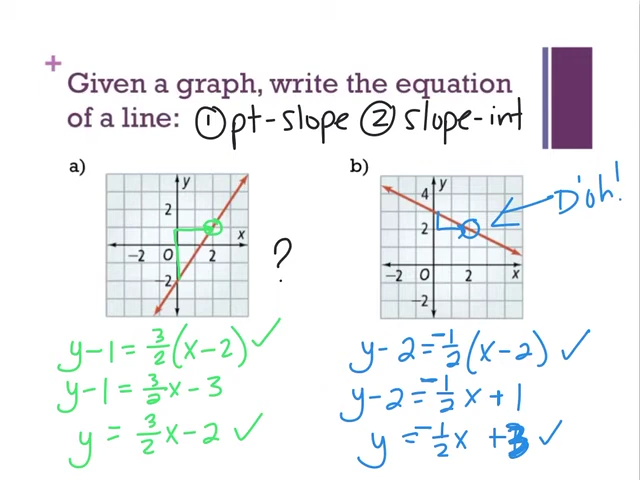 +
Given a graph, write the equation
of a line: ① pt-slope ② slope-int
a)
y
2
-2
O
2
x
-2
?
b)
y
4
2
-2
O
2
x
-2
D'oh!
y-1=3/2(x-2) ✓
y-1=3/2x-3
y=3/2x-2 ✓
y-2=-1/2(x-2) ✓
y-2=-1/2x+1
y=-1/2x+3 ✓